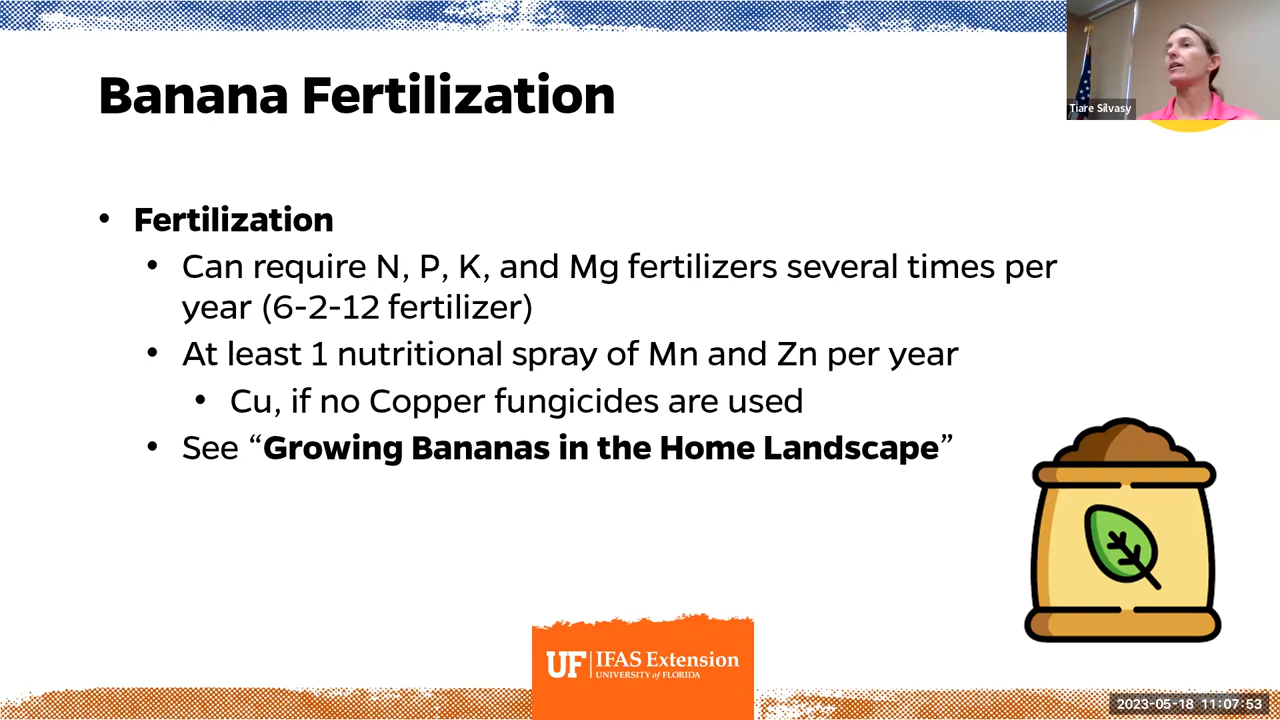 Banana Fertilization
Tiare Silvasy
• Fertilization
• Can require N, P, K, and Mg fertilizers several times per
year (6-2-12 fertilizer)
• At least 1 nutritional spray of Mn and Zn per year
• Cu, if no Copper fungicides are used
• See “Growing Bananas in the Home Landscape”
UF IFAS Extension
UNIVERSITY of FLORIDA
2023-05-18 11:07:53